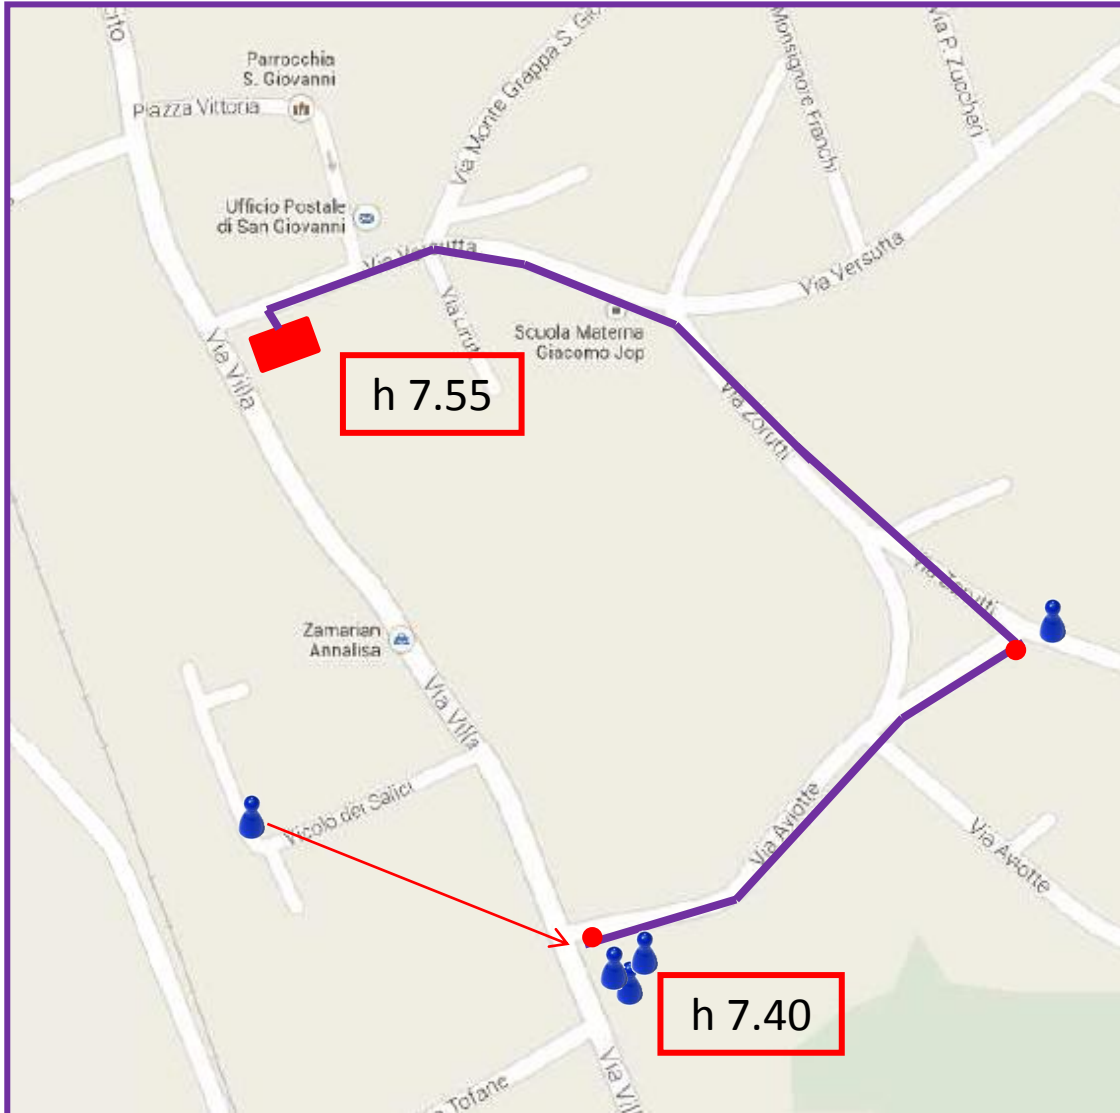 Parrocchia
S. Giovanni
Piazza Vittoria
Via Monte Grappa S.
Monsignore Franchi
Via P. Zuccheri
Ufficio Postale
di San Giovanni
Via Versutta
Via Versutta
Scuola Materna
Giacomo Jop
Via Villa
h 7.55
Via Zorutti
Via Zorutti
Zamarian
Annalisa
Via Villa
Vicolo dei Salici
Via Aviotte
Via Aviotte
h 7.40
Tofane